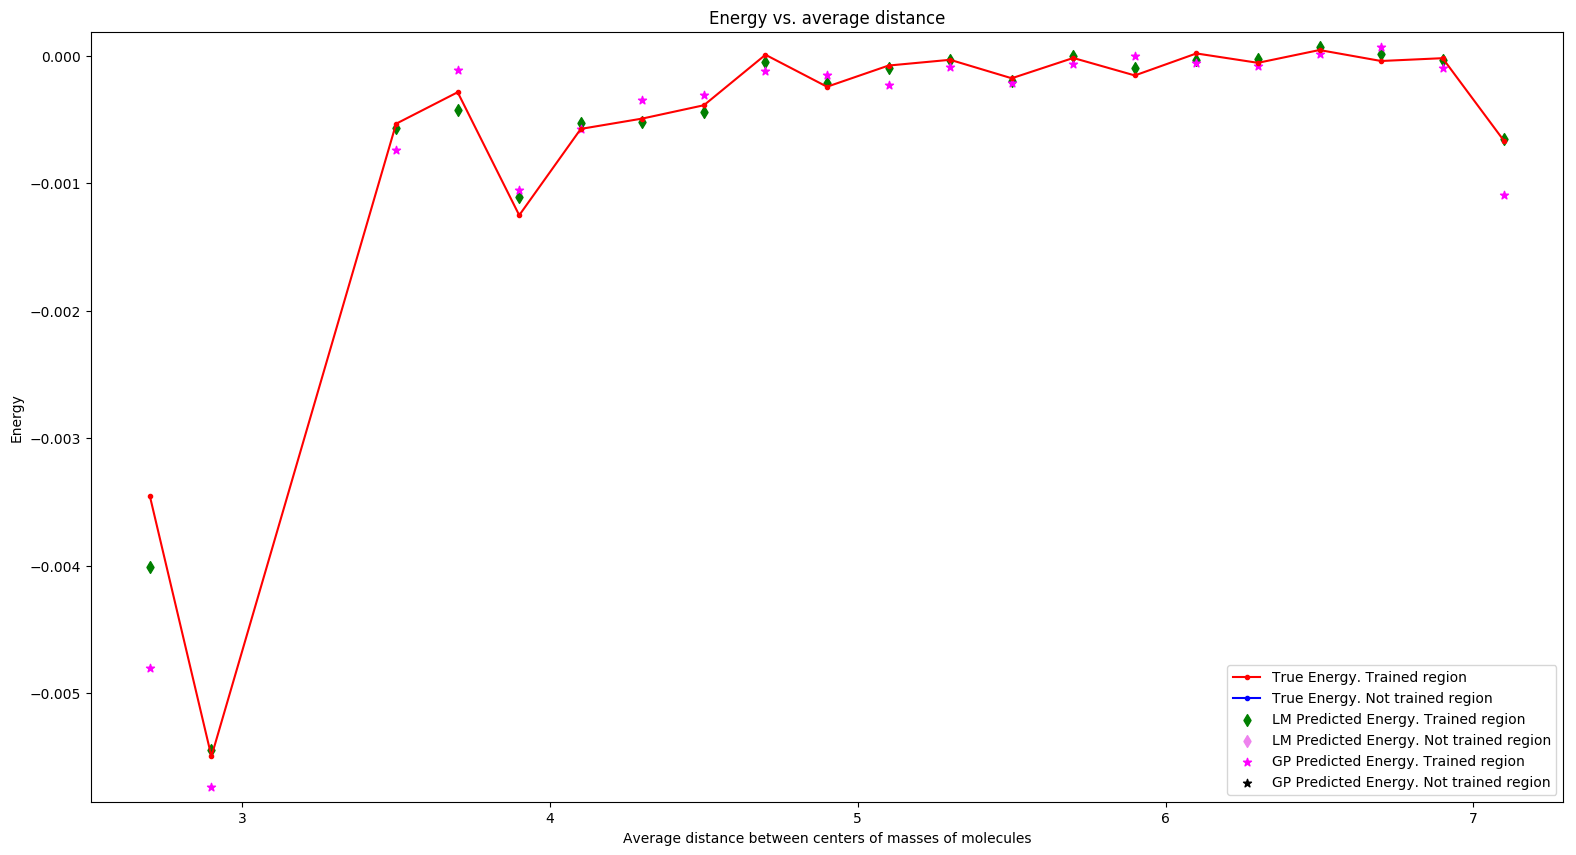 Energy vs. average distance
0.000
−0.001
−0.002
−0.003
−0.004
−0.005
Energy
3 4 5 6 7
Average distance between centers of masses of molecules
True Energy. Trained region
True Energy. Not trained region
LM Predicted Energy. Trained region
LM Predicted Energy. Not trained region
GP Predicted Energy. Trained region
GP Predicted Energy. Not trained region